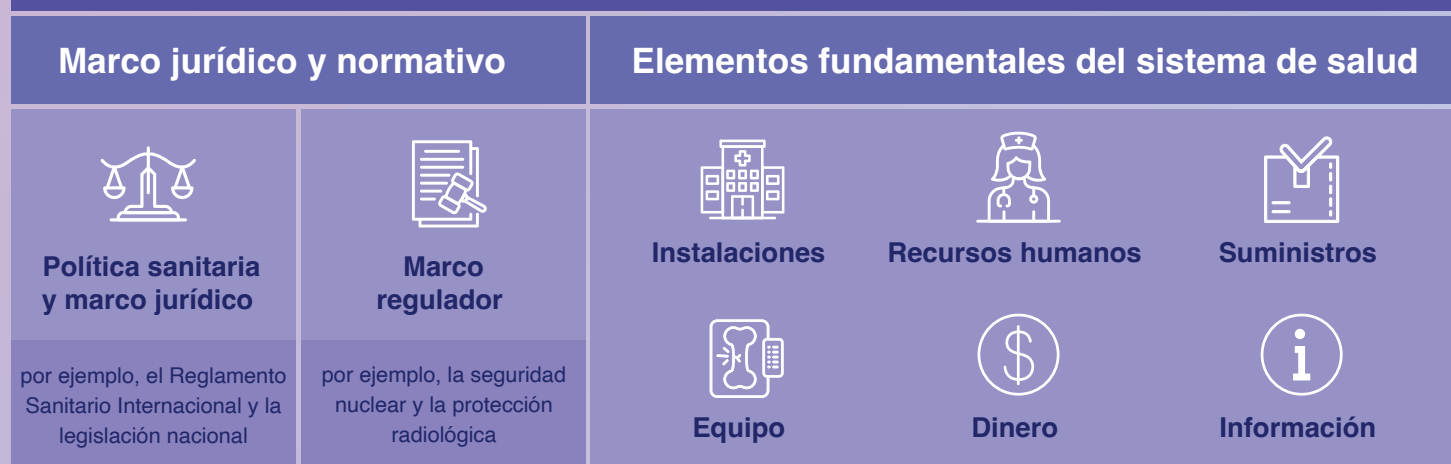 Marco jurídico y normativo
Política sanitaria
y marco jurídico
por ejemplo, el Reglamento
Sanitario Internacional y la
legislación nacional
Marco
regulador
por ejemplo, la seguridad
nuclear y la protección
radiológica
Elementos fundamentales del sistema de salud
Instalaciones
Recursos humanos
Suministros
Equipo
Dinero
Información